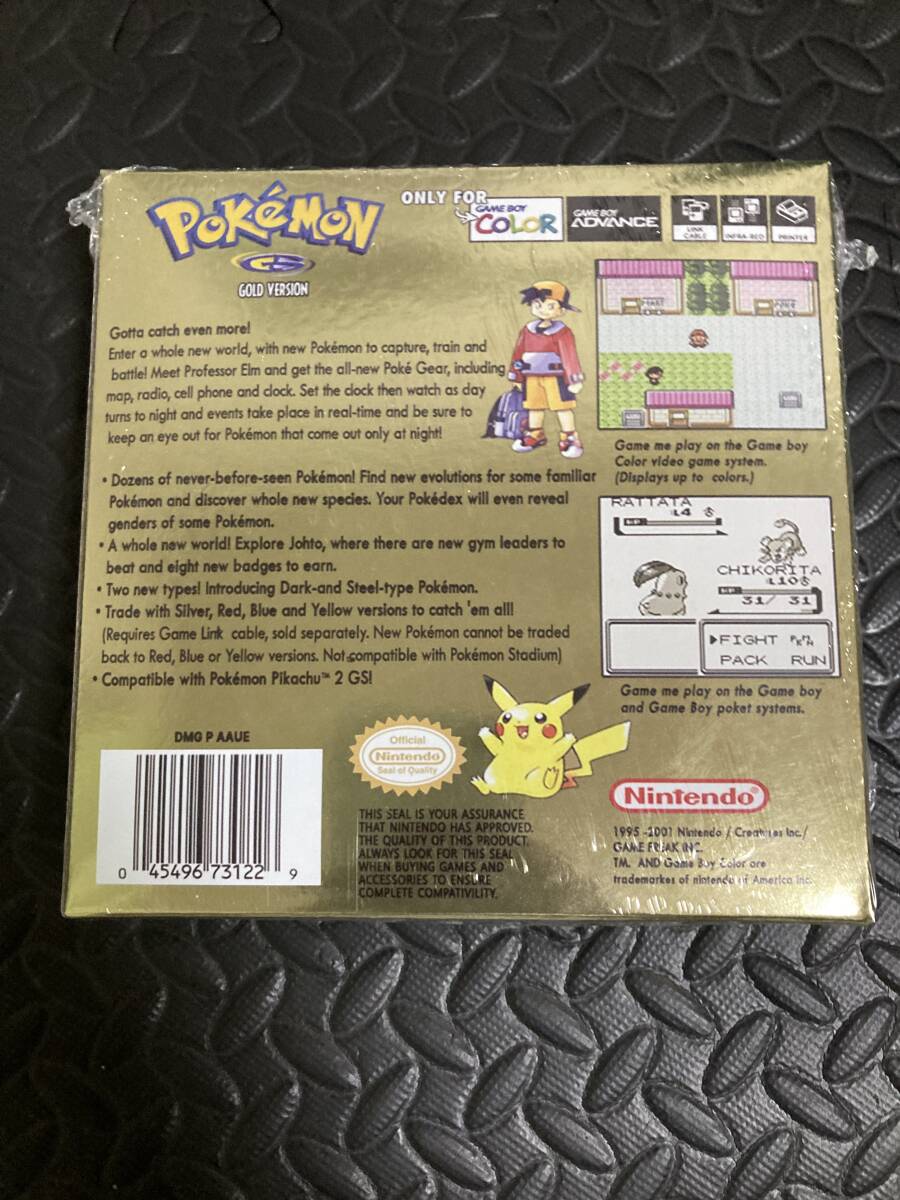 POKéMON
GS
GOLD VERSION
ONLY FOR
GAME BOY
COLOR
GAME BOY
ADVANCE
LINK
CABLE
INFRA-RED
PRINTER
Gotta catch even more!
Enter a whole new world, with new Pokémon to capture, train and
battle! Meet Professor Elm and get the all-new Poké Gear, including
map, radio, cell phone and clock. Set the clock then watch as day
turns to night and events take place in real-time and be sure to
keep an eye out for Pokémon that come out only at night!
MART
POKE
Game me play on the Game boy
Color video game system.
(Displays up to colors.)
• Dozens of never-before-seen Pokémon! Find new evolutions for some familiar
Pokémon and discover whole new species. Your Pokédex will even reveal
genders of some Pokémon.
• A whole new world! Explore Johto, where there are new gym leaders to
beat and eight new badges to earn.
• Two new types! Introducing Dark-and Steel-type Pokémon.
• Trade with Silver, Red, Blue and Yellow versions to catch 'em all!
(Requires Game Link cable, sold separately. New Pokémon cannot be traded
back to Red, Blue or Yellow versions. Not compatible with Pokémon Stadium)
• Compatible with Pokémon Pikachu™ 2 GS!
RATTATA
:L4 ♂
HP
CHIKORITA
:L10♂
HP
31/ 31
▶FIGHT PKMN
PACK RUN
Game me play on the Game boy
and Game Boy poket systems.
DMG P AAUE
0 45496 73122 9
Official
Nintendo
Seal of Quality
THIS SEAL IS YOUR ASSURANCE
THAT NINTENDO HAS APPROVED.
THE QUALITY OF THIS PRODUCT.
ALWAYS LOOK FOR THIS SEAL
WHEN BUYING GAMES AND
ACCESSORIES TO ENSURE
COMPLETE COMPATIVILITY.
Nintendo®
1995 -2001 Nintendo / Creatures Inc./
GAME FREAK INC.
TM. AND Game Boy Color are
trademarkes of nintendo of America Inc.